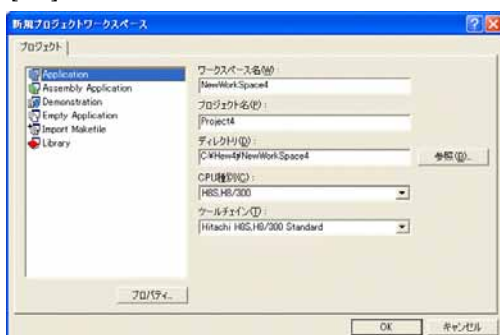 新規プロジェクトワークスペース
プロジェクト
Application
Assembly Application
Demonstration
Empty Application
Import Makefile
Library
プロパティ...
ワークスペース名(W):
NewWorkSpace4
プロジェクト名(P):
Project4
ディレクトリ(D):
C:¥Hew4¥NewWorkSpace4
参照(B)...
CPU種別(C):
H8S,H8/300
ツールチェイン(T):
Hitachi H8S,H8/300 Standard
OK
キャンセル